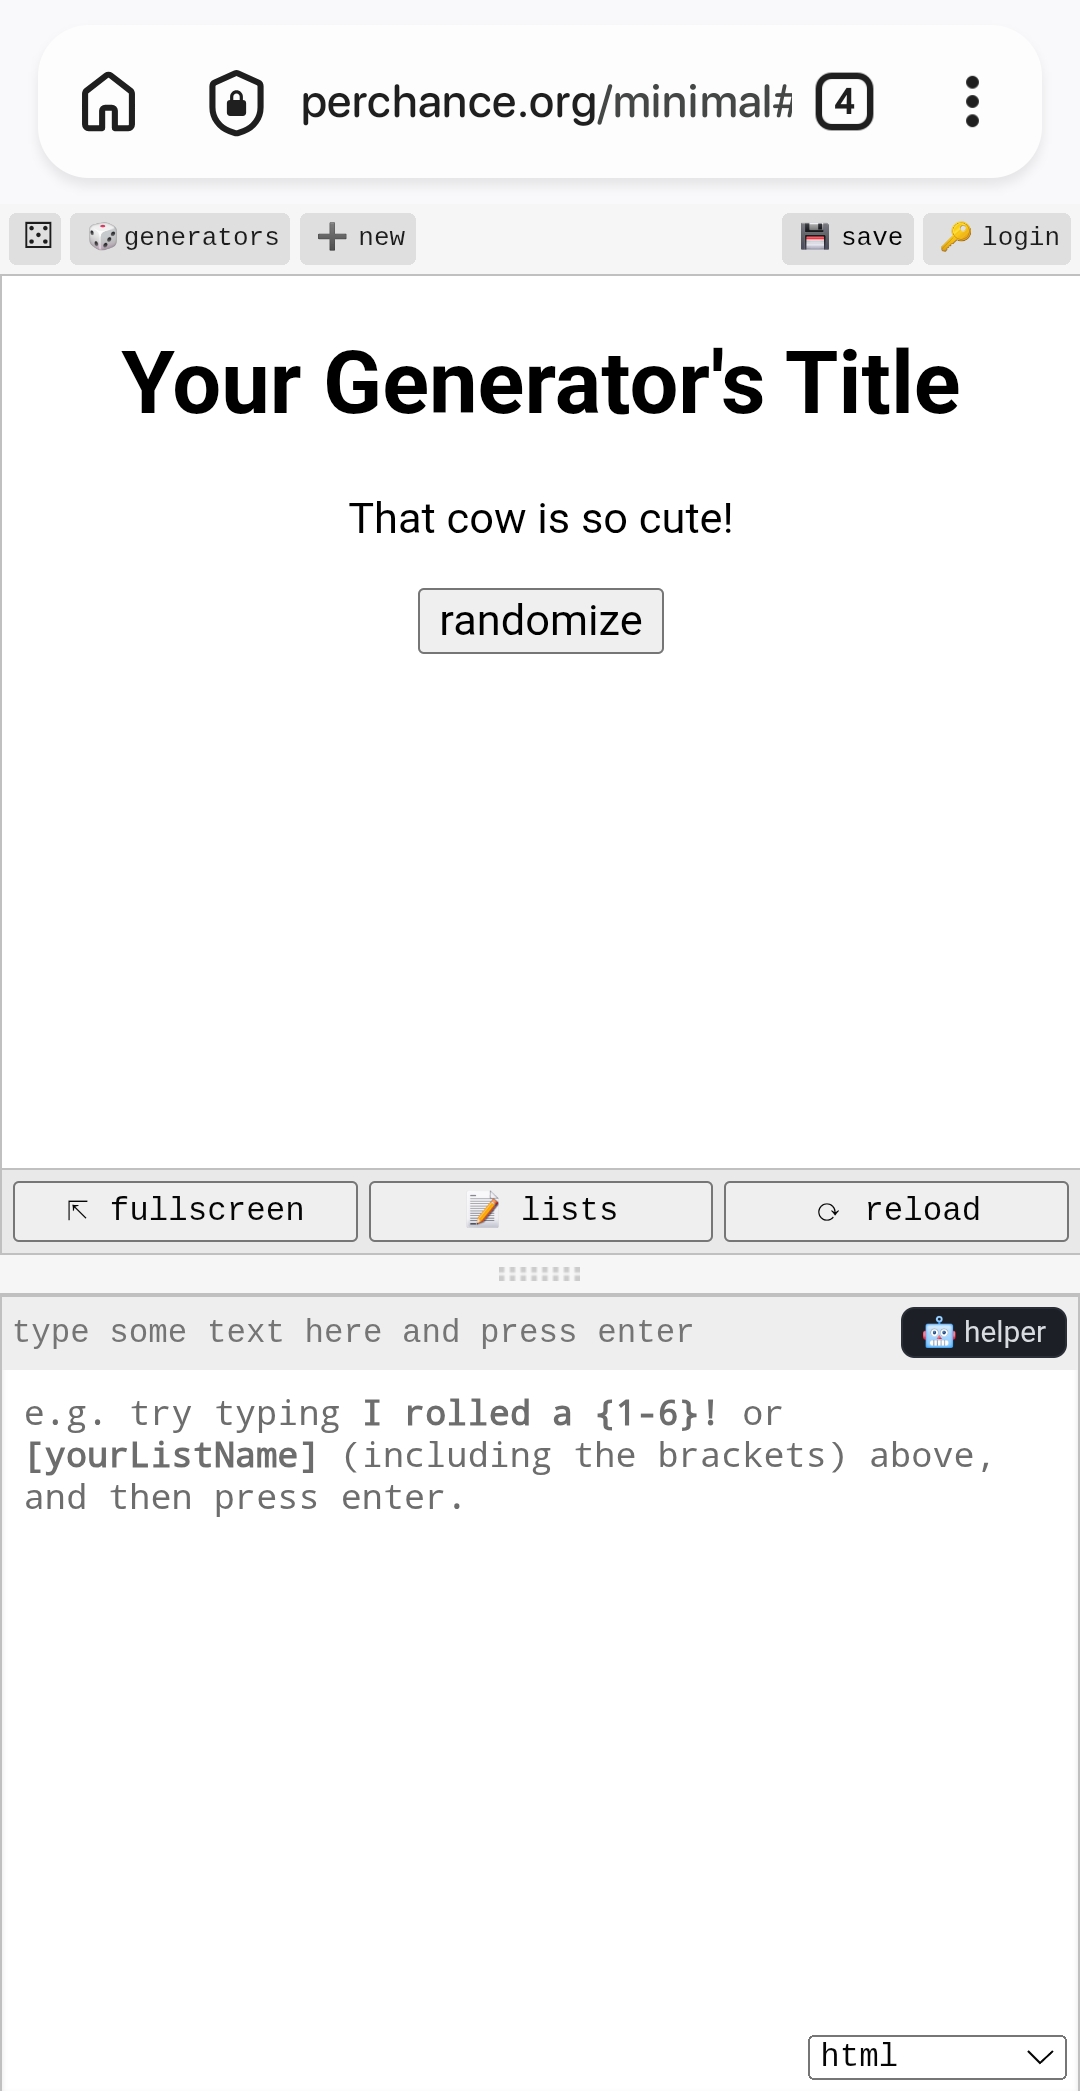 perchance.org/minimal#
4
generators
new
save
login
Your Generator's Title
That cow is so cute!
randomize
fullscreen
lists
reload
type some text here and press enter
helper
e.g. try typing I rolled a {1-6}! or
[yourListName] (including the brackets) above,
and then press enter.
html